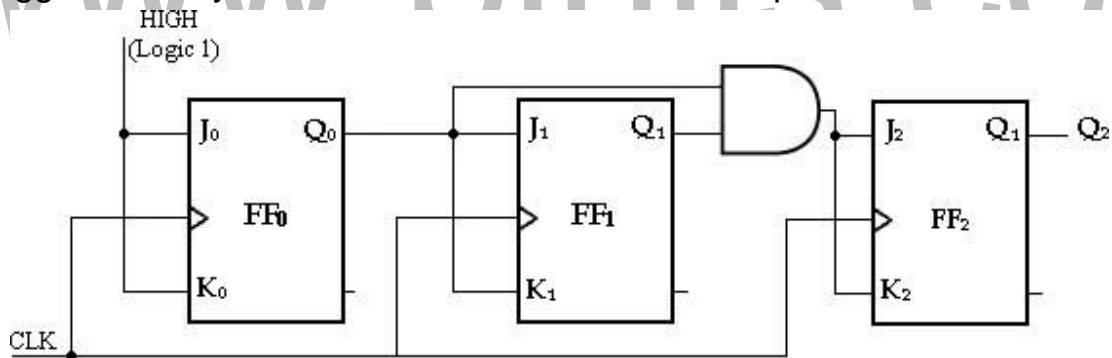 HIGH
(Logic 1)
J₀ Q₀ J₁ Q₁ J₂ Q₁ Q₂
FF₀ FF₁ FF₂
K₀ K₁ K₂
CLK